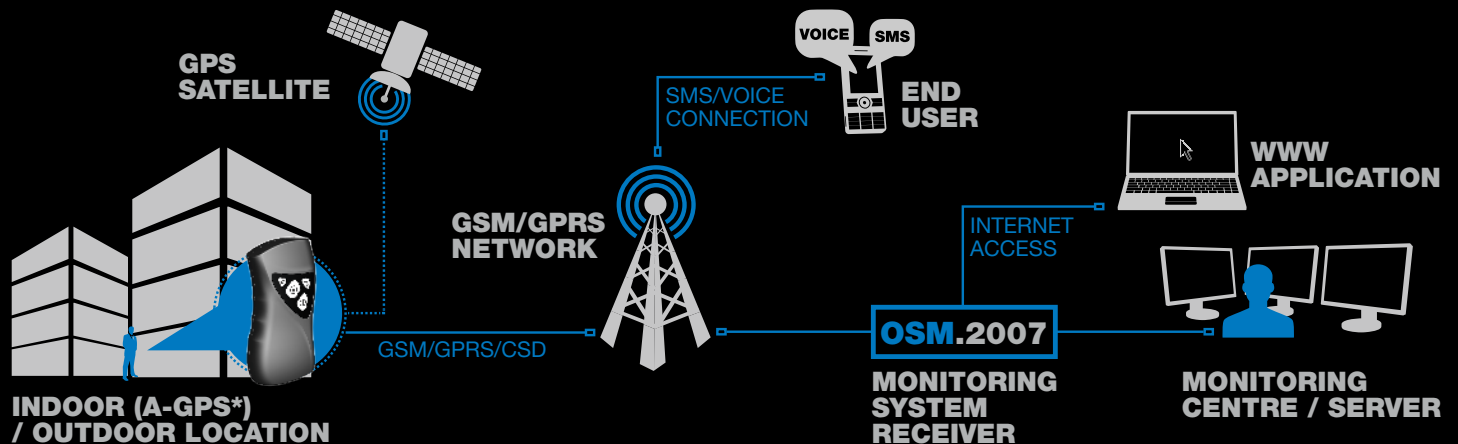 GPS
SATELLITE
VOICE
SMS
SMS/VOICE
CONNECTION
END
USER
WWW
APPLICATION
GSM/GPRS
NETWORK
INTERNET
ACCESS
GSM/GPRS/CSD
OSM.2007
INDOOR (A-GPS*)
/ OUTDOOR LOCATION
MONITORING
SYSTEM
RECEIVER
MONITORING
CENTRE / SERVER